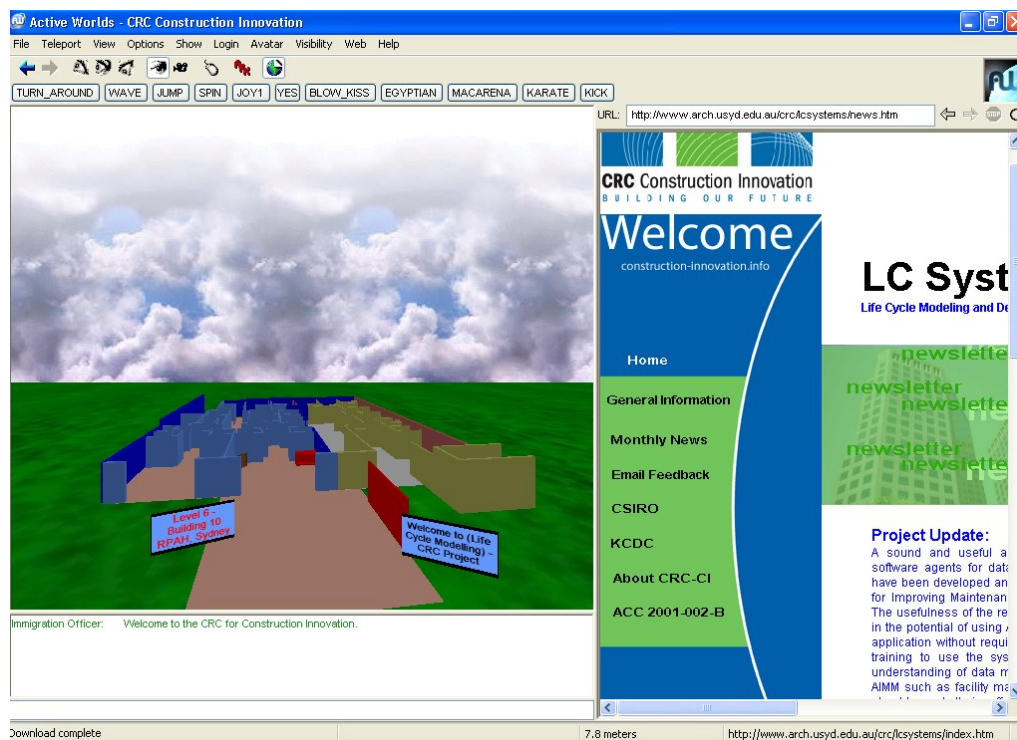 Active Worlds - CRC Construction Innovation
File Teleport View Options Show Login Avatar Visibility Web Help
TURN_AROUND WAVE JUMP SPIN JOY1 YES BLOW_KISS EGYPTIAN MACARENA KARATE KICK
URL: http://www.arch.usyd.edu.au/crc/lcsystems/news.htm
CRC Construction Innovation
BUILDING OUR FUTURE
Welcome
construction-innovation.info
LC Syst
Life Cycle Modeling and De
Home
General Information
Monthly News
Email Feedback
CSIRO
KCDC
About CRC-CI
ACC 2001-002-B
newslette
newsletter
newslette
ne
newsletter
newslette
ne
Project Update:
A sound and useful a
software agents for data
have been developed an
for Improving Maintenan
The usefulness of the re
in the potential of using
application without requi
training to use the sys
understanding of data m
AIMM such as facility ma
Level 6 -
Building 10
RPAH, Sydney
Welcome to (Life
Cycle Modelling) -
CRC Project
Immigration Officer: Welcome to the CRC for Construction Innovation.
Download complete
7.8 meters
http://www.arch.usyd.edu.au/crc/lcsystems/index.htm